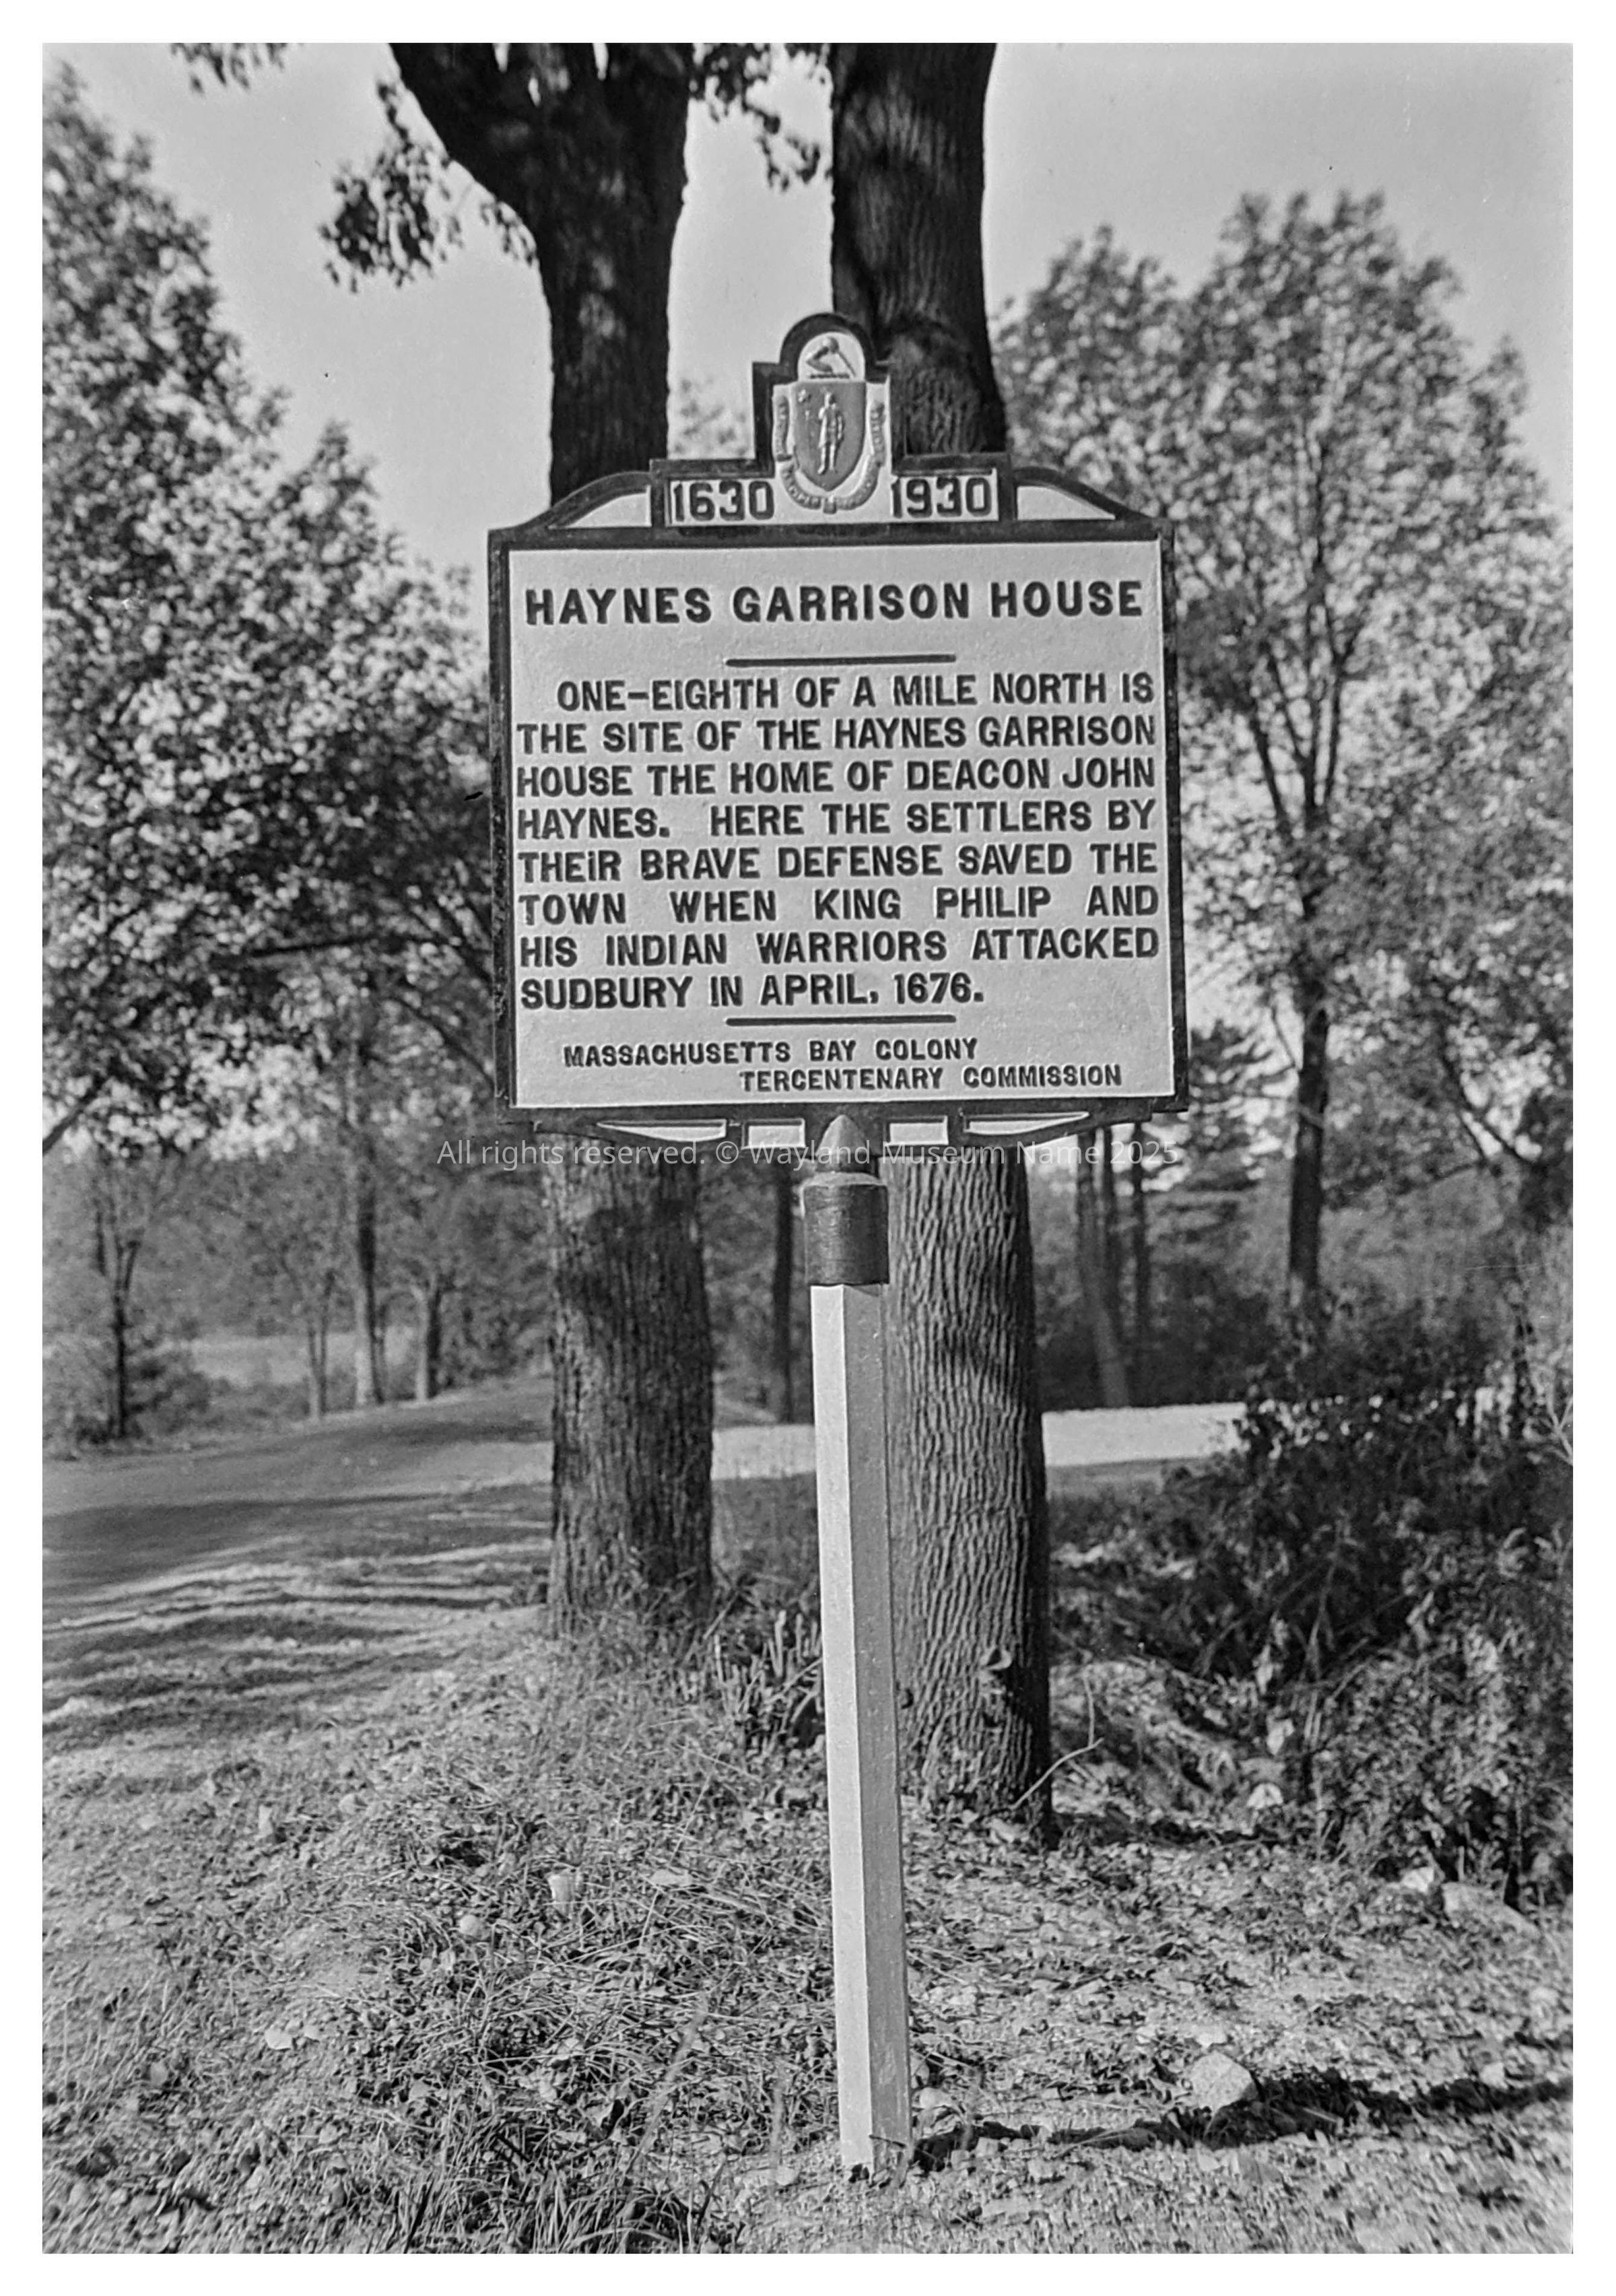 1630 1930
HAYNES GARRISON HOUSE
ONE-EIGHTH OF A MILE NORTH IS
THE SITE OF THE HAYNES GARRISON
HOUSE THE HOME OF DEACON JOHN
HAYNES. HERE THE SETTLERS BY
THEIR BRAVE DEFENSE SAVED THE
TOWN WHEN KING PHILIP AND
HIS INDIAN WARRIORS ATTACKED
SUDBURY IN APRIL, 1676.
MASSACHUSETTS BAY COLONY
TERCENTENARY COMMISSION
All rights reserved. © Wayland Museum Name 2025